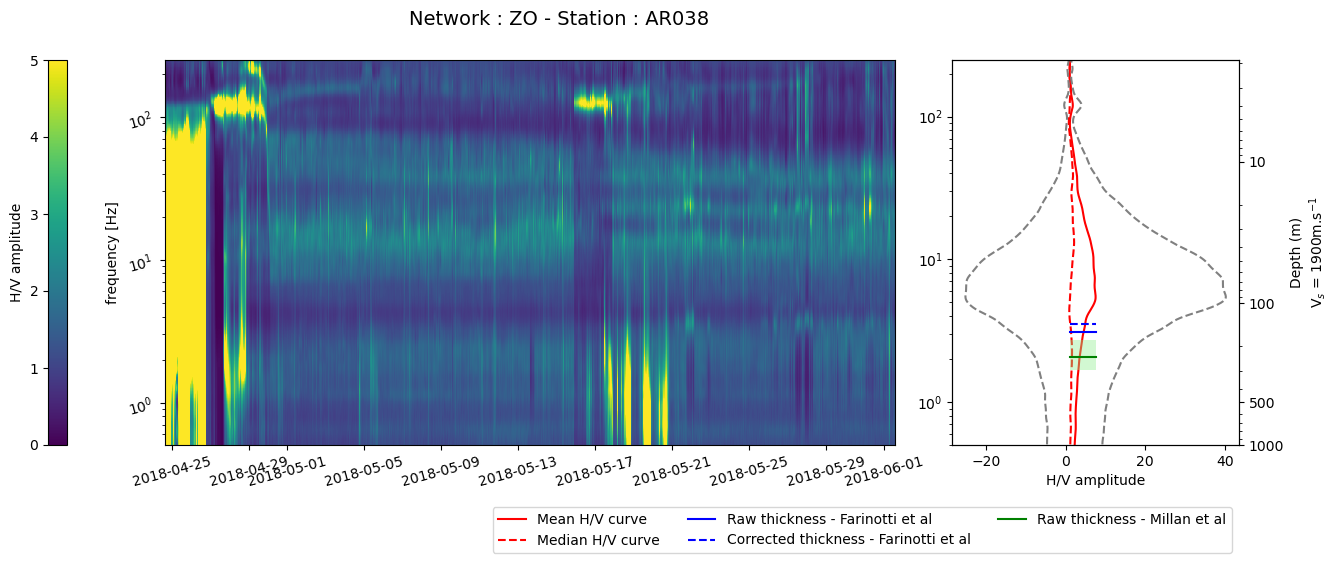 Network : ZO - Station : AR038
5
4
3
2
1
0
H/V amplitude
10²
10¹
10⁰
frequency [Hz]
2018-04-25
2018-04-29
2018-05-01
2018-05-05
2018-05-09
2018-05-13
2018-05-17
2018-05-21
2018-05-25
2018-05-29
2018-06-01
10²
10¹
10⁰
−20
0
20
40
H/V amplitude
10
100
500
1000
Depth (m)
Vₛ = 1900m.s⁻¹
Mean H/V curve
Median H/V curve
Raw thickness - Farinotti et al
Corrected thickness - Farinotti et al
Raw thickness - Millan et al